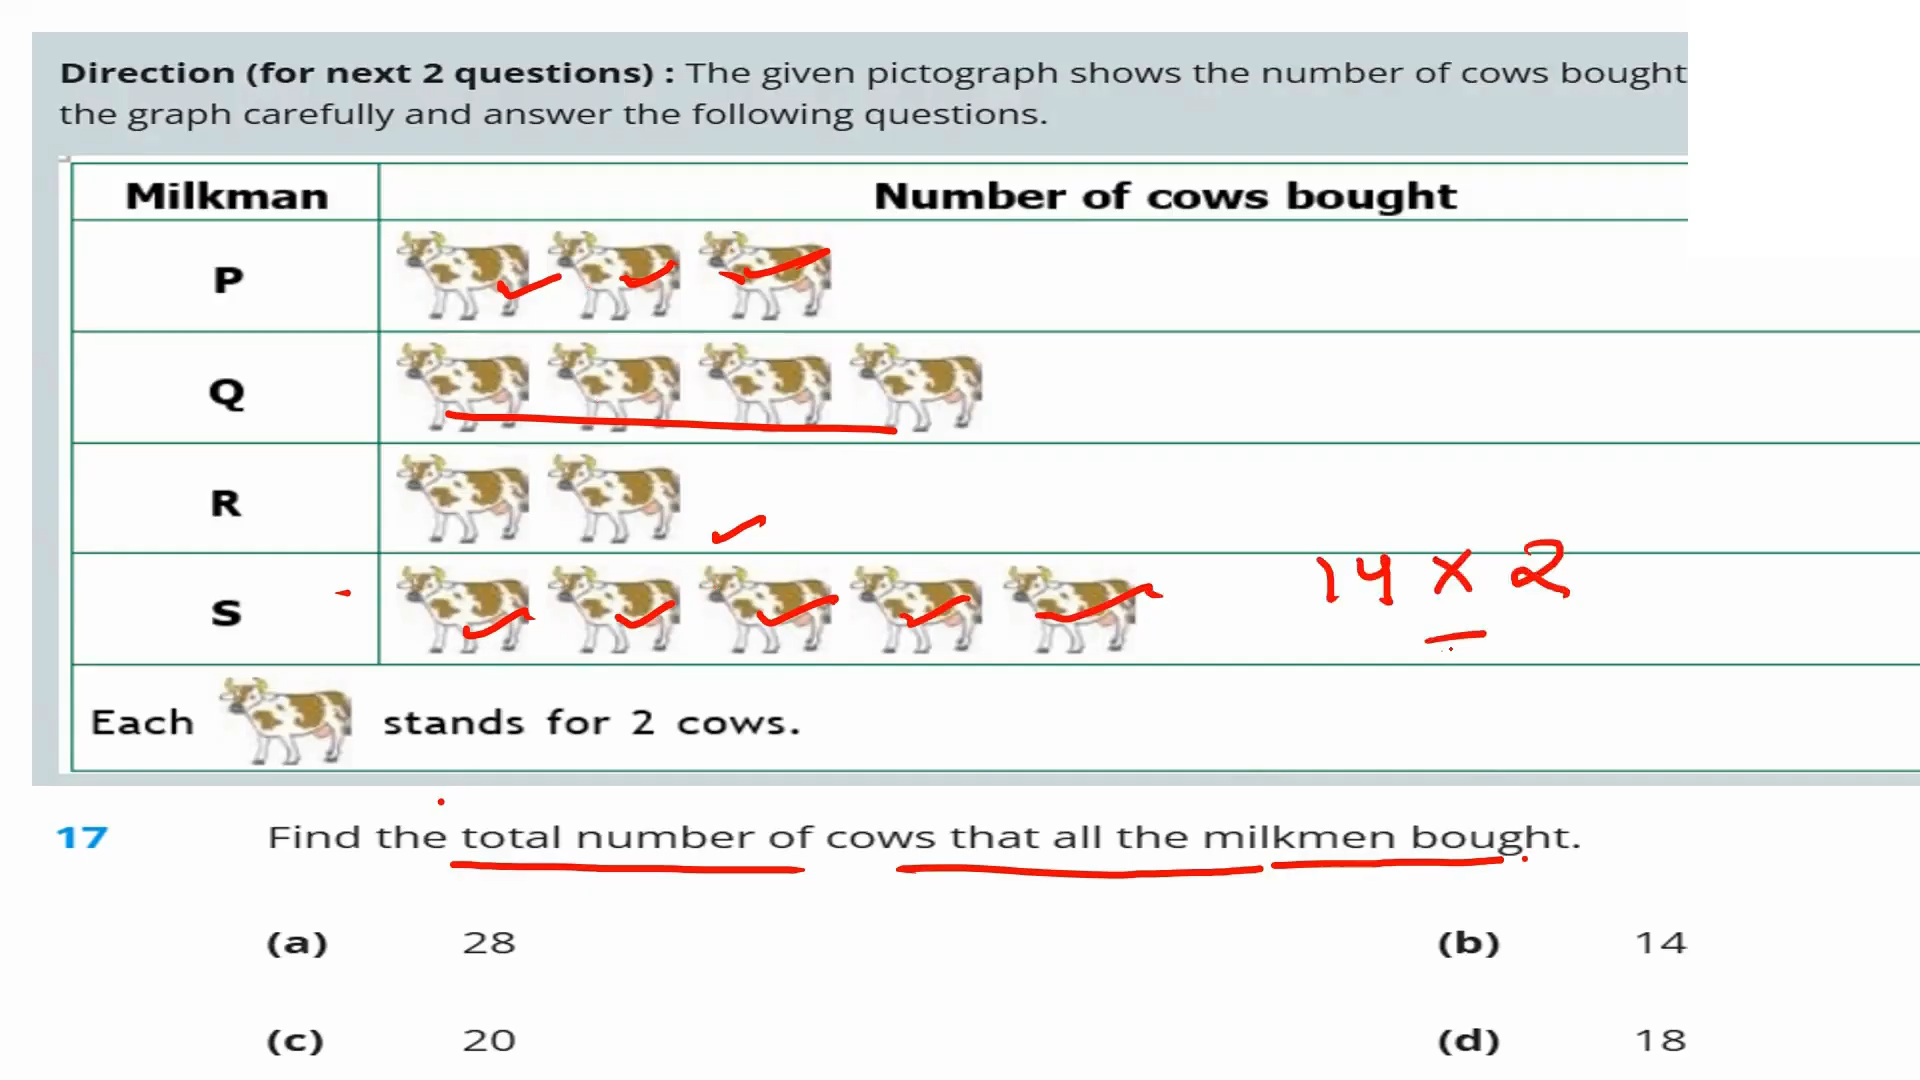 Direction (for next 2 questions) : The given pictograph shows the number of cows bought
the graph carefully and answer the following questions.
Milkman Number of cows bought
P
Q
R
S 14 × 2
Each stands for 2 cows.
17 Find the total number of cows that all the milkmen bought.
(a) 28 (b) 14
(c) 20 (d) 18